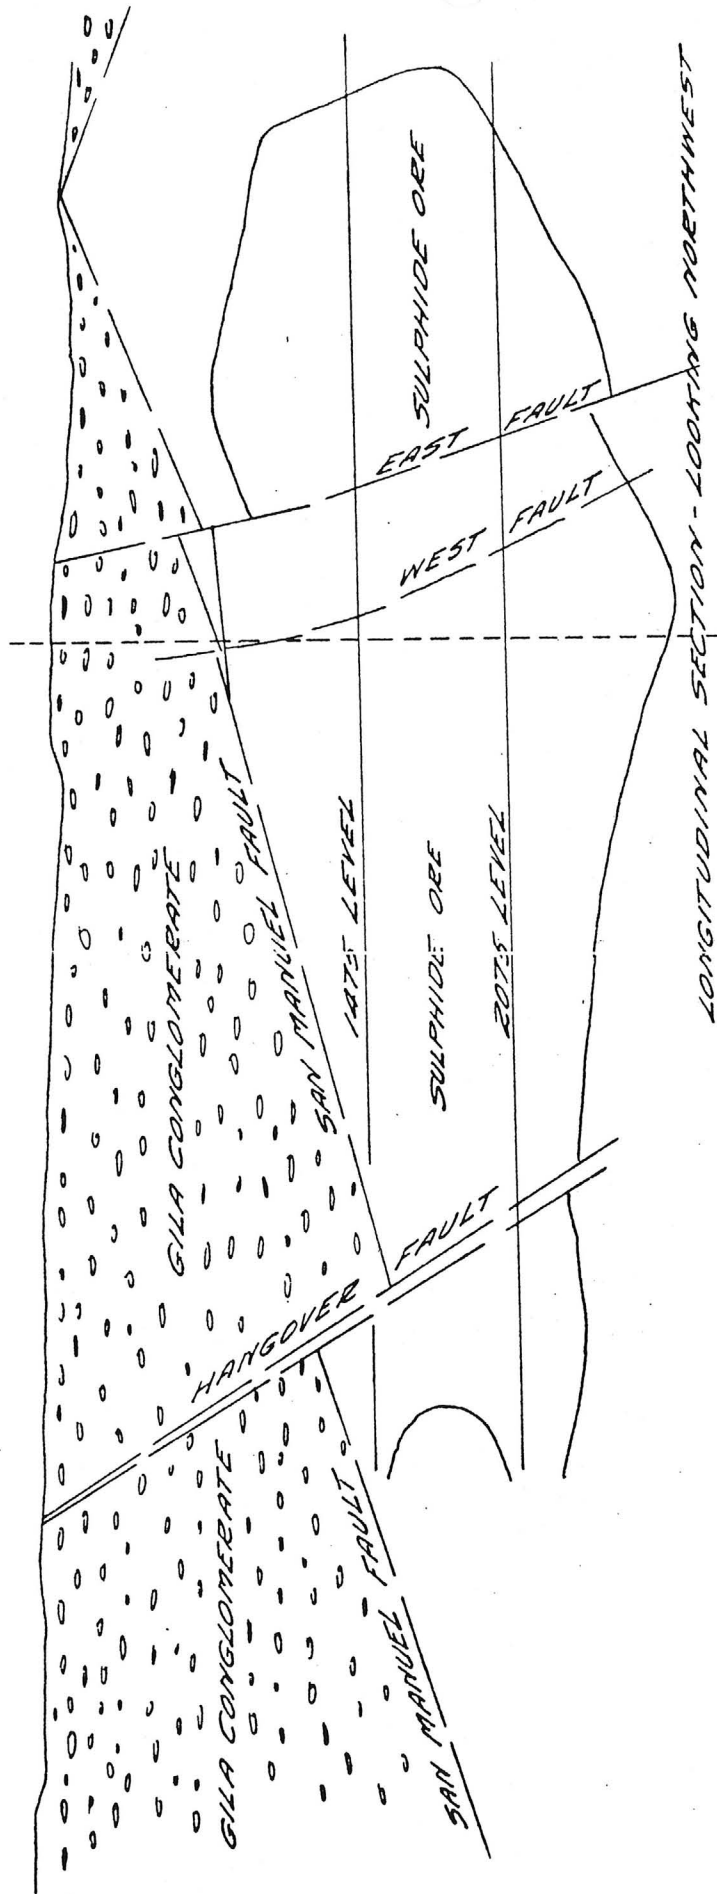 GILA CONGLOMERATE
GILA CONGLOMERATE
HANGOVER FAULT
SAN MANUEL FAULT
SAN MANUEL FAULT
1475 LEVEL
SULPHIDE ORE
2075 LEVEL
WEST FAULT
EAST FAULT
SULPHIDE ORE
LONGITUDINAL SECTION - LOOKING NORTHWEST